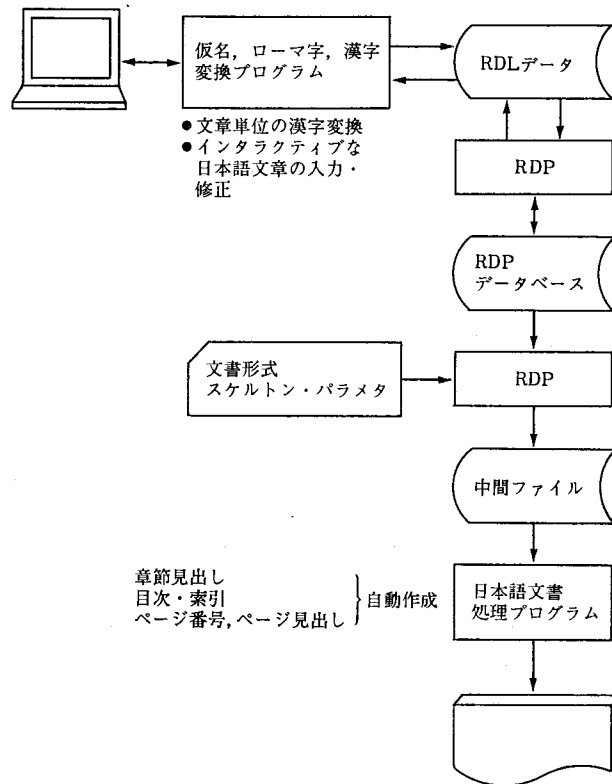 仮名，ローマ字，漢字
変換プログラム
RDLデータ
●文章単位の漢字変換
●インタラクティブな
日本語文章の入力・
修正
RDP
RDP
データベース
文書形式
スケルトン・パラメタ
RDP
中間ファイル
章節見出し
目次・索引
ページ番号，ページ見出し
自動作成
日本語文書
処理プログラム